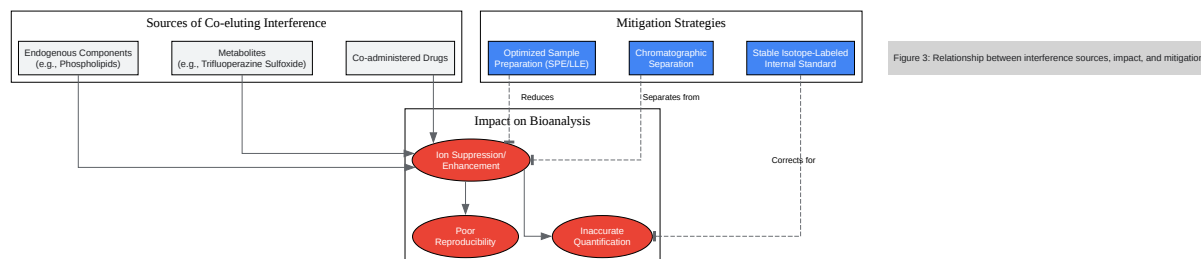 Sources of Co-eluting Interference
Endogenous Components
(e.g., Phospholipids)
Metabolites
(e.g., Trifluoperazine Sulfoxide)
Co-administered Drugs
Mitigation Strategies
Optimized Sample
Preparation (SPE/LLE)
Chromatographic
Separation
Stable Isotope-Labeled
Internal Standard
Figure 3: Relationship between interference sources, impact, and mitigation
Reduces
Separates from
Corrects for
Impact on Bioanalysis
Ion Suppression/
Enhancement
Poor
Reproducibility
Inaccurate
Quantification